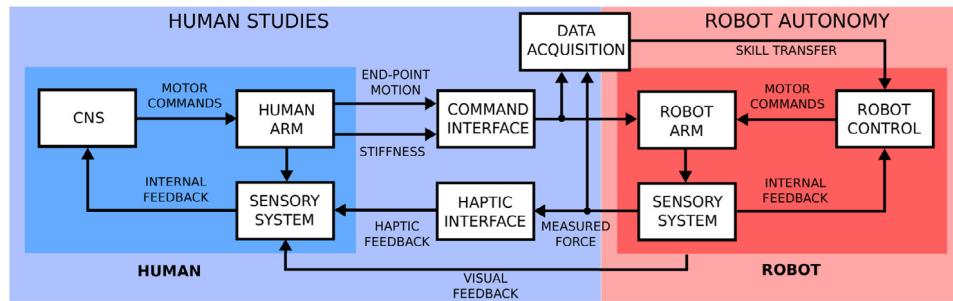 HUMAN STUDIES
ROBOT AUTONOMY
DATA
ACQUISITION
SKILL TRANSFER
MOTOR
COMMANDS
END-POINT
MOTION
MOTOR
COMMANDS
CNS
HUMAN
ARM
COMMAND
INTERFACE
ROBOT
ARM
ROBOT
CONTROL
STIFFNESS
INTERNAL
FEEDBACK
SENSORY
SYSTEM
HAPTIC
FEEDBACK
HAPTIC
INTERFACE
MEASURED
FORCE
SENSORY
SYSTEM
INTERNAL
FEEDBACK
HUMAN
VISUAL
FEEDBACK
ROBOT